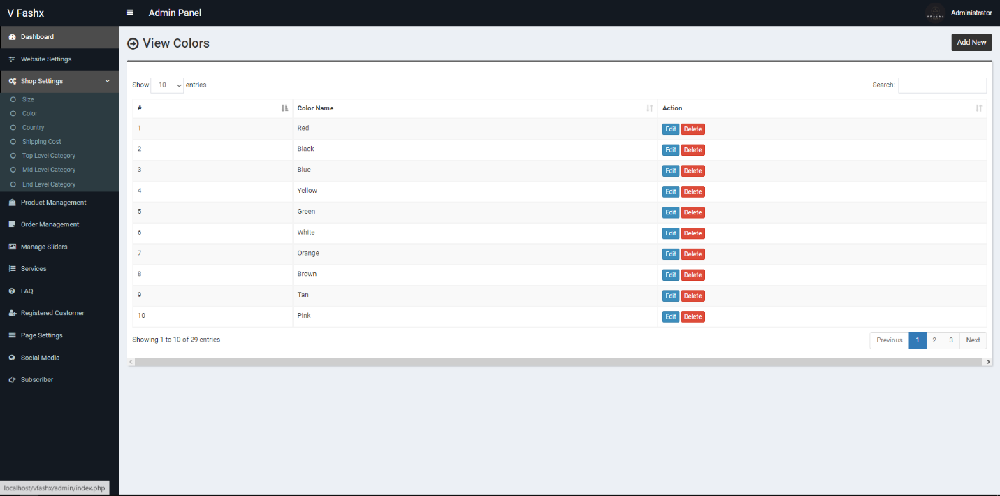 V Fashx
Admin Panel
VFASHX
Administrator
Dashboard
Website Settings
Shop Settings
Size
Color
Country
Shipping Cost
Top Level Category
Mid Level Category
End Level Category
Product Management
Order Management
Manage Sliders
Services
FAQ
Registered Customer
Page Settings
Social Media
Subscriber
View Colors
Add New
Show 10 entries
Search:
# Color Name Action
1 Red Edit Delete
2 Black Edit Delete
3 Blue Edit Delete
4 Yellow Edit Delete
5 Green Edit Delete
6 White Edit Delete
7 Orange Edit Delete
8 Brown Edit Delete
9 Tan Edit Delete
10 Pink Edit Delete
Showing 1 to 10 of 29 entries
Previous 1 2 3 Next
localhost/vfashx/admin/index.php